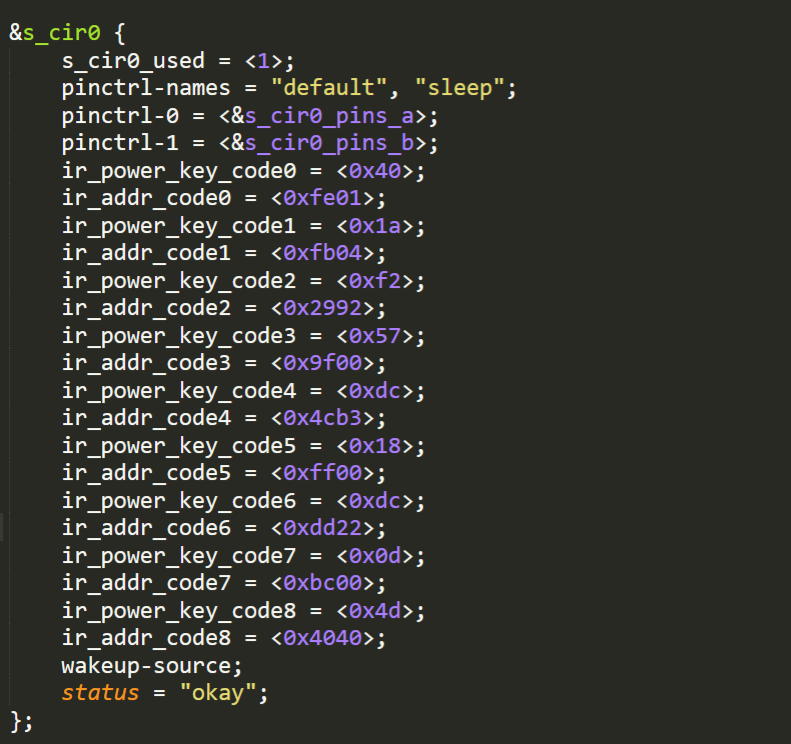 &s_cir0 {
    s_cir0_used = <1>;
    pinctrl-names = "default", "sleep";
    pinctrl-0 = <&s_cir0_pins_a>;
    pinctrl-1 = <&s_cir0_pins_b>;
    ir_power_key_code0 = <0x40>;
    ir_addr_code0 = <0xfe01>;
    ir_power_key_code1 = <0x1a>;
    ir_addr_code1 = <0xfb04>;
    ir_power_key_code2 = <0xf2>;
    ir_addr_code2 = <0x2992>;
    ir_power_key_code3 = <0x57>;
    ir_addr_code3 = <0x9f00>;
    ir_power_key_code4 = <0xdc>;
    ir_addr_code4 = <0x4cb3>;
    ir_power_key_code5 = <0x18>;
    ir_addr_code5 = <0xff00>;
    ir_power_key_code6 = <0xdc>;
    ir_addr_code6 = <0xdd22>;
    ir_power_key_code7 = <0x0d>;
    ir_addr_code7 = <0xbc00>;
    ir_power_key_code8 = <0x4d>;
    ir_addr_code8 = <0x4040>;
    wakeup-source;
    status = "okay";
};